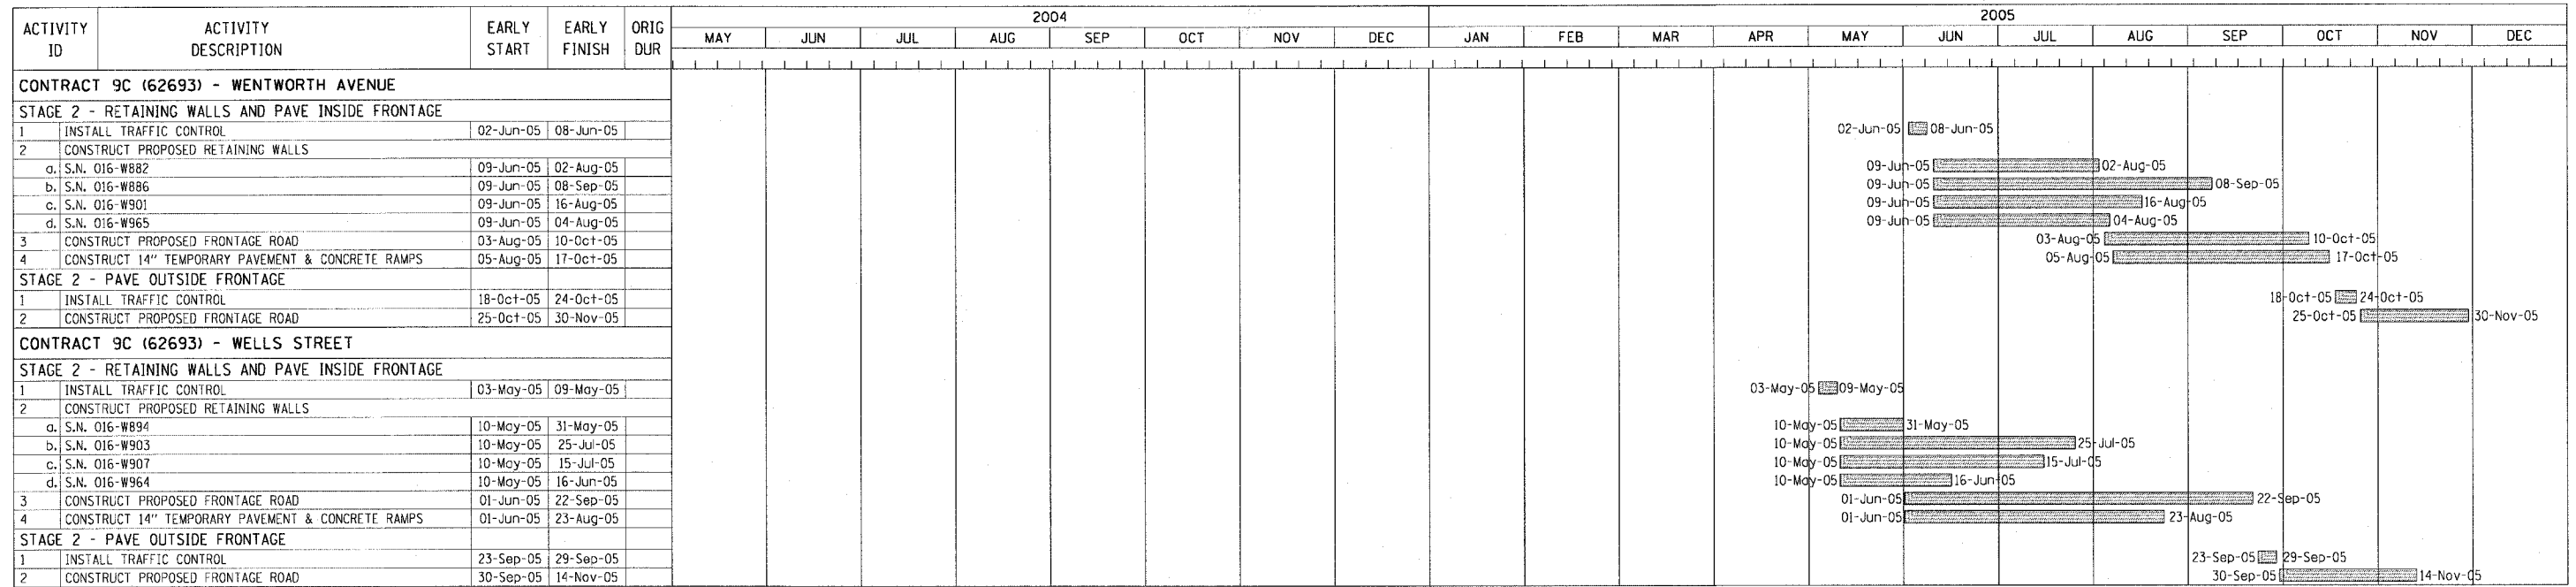 ACTIVITY ID ACTIVITY DESCRIPTION EARLY START EARLY FINISH ORIG DUR 2004 2005
MAY JUN JUL AUG SEP OCT NOV DEC JAN FEB MAR APR MAY JUN JUL AUG SEP OCT NOV DEC
CONTRACT 9C (62693) - WENTWORTH AVENUE
STAGE 2 - RETAINING WALLS AND PAVE INSIDE FRONTAGE
1 INSTALL TRAFFIC CONTROL 02-Jun-05 08-Jun-05 02-Jun-05 08-Jun-05
2 CONSTRUCT PROPOSED RETAINING WALLS
a. S.N. 016-W882 09-Jun-05 02-Aug-05 09-Jun-05 02-Aug-05
b. S.N. 016-W886 09-Jun-05 08-Sep-05 09-Jun-05 08-Sep-05
c. S.N. 016-W901 09-Jun-05 16-Aug-05 09-Jun-05 16-Aug-05
d. S.N. 016-W965 09-Jun-05 04-Aug-05 09-Jun-05 04-Aug-05
3 CONSTRUCT PROPOSED FRONTAGE ROAD 03-Aug-05 10-Oct-05 03-Aug-05 10-Oct-05
4 CONSTRUCT 14" TEMPORARY PAVEMENT & CONCRETE RAMPS 05-Aug-05 17-Oct-05 05-Aug-05 17-Oct-05
STAGE 2 - PAVE OUTSIDE FRONTAGE
1 INSTALL TRAFFIC CONTROL 18-Oct-05 24-Oct-05 18-Oct-05 24-Oct-05
2 CONSTRUCT PROPOSED FRONTAGE ROAD 25-Oct-05 30-Nov-05 25-Oct-05 30-Nov-05
CONTRACT 9C (62693) - WELLS STREET
STAGE 2 - RETAINING WALLS AND PAVE INSIDE FRONTAGE
1 INSTALL TRAFFIC CONTROL 03-May-05 09-May-05 03-May-05 09-May-05
2 CONSTRUCT PROPOSED RETAINING WALLS
a. S.N. 016-W894 10-May-05 31-May-05 10-May-05 31-May-05
b. S.N. 016-W903 10-May-05 25-Jul-05 10-May-05 25-Jul-05
c. S.N. 016-W907 10-May-05 15-Jul-05 10-May-05 15-Jul-05
d. S.N. 016-W964 10-May-05 16-Jun-05 10-May-05 16-Jun-05
3 CONSTRUCT PROPOSED FRONTAGE ROAD 01-Jun-05 22-Sep-05 01-Jun-05 22-Sep-05
4 CONSTRUCT 14" TEMPORARY PAVEMENT & CONCRETE RAMPS 01-Jun-05 23-Aug-05 01-Jun-05 23-Aug-05
STAGE 2 - PAVE OUTSIDE FRONTAGE
1 INSTALL TRAFFIC CONTROL 23-Sep-05 29-Sep-05 23-Sep-05 29-Sep-05
2 CONSTRUCT PROPOSED FRONTAGE ROAD 30-Sep-05 14-Nov-05 30-Sep-05 14-Nov-05